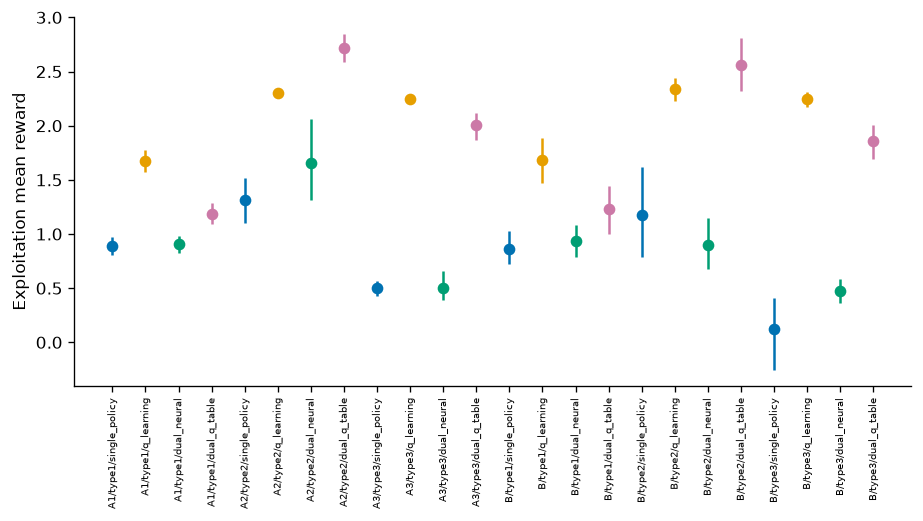 Exploitation mean reward
3.0
2.5
2.0
1.5
1.0
0.5
0.0
A1/type1/single_policy
A1/type1/q_learning
A1/type1/dual_neural
A1/type1/dual_q_table
A2/type2/single_policy
A2/type2/q_learning
A2/type2/dual_neural
A2/type2/dual_q_table
A3/type3/single_policy
A3/type3/q_learning
A3/type3/dual_neural
A3/type3/dual_q_table
B/type1/single_policy
B/type1/q_learning
B/type1/dual_neural
B/type1/dual_q_table
B/type2/single_policy
B/type2/q_learning
B/type2/dual_neural
B/type2/dual_q_table
B/type3/single_policy
B/type3/q_learning
B/type3/dual_neural
B/type3/dual_q_table